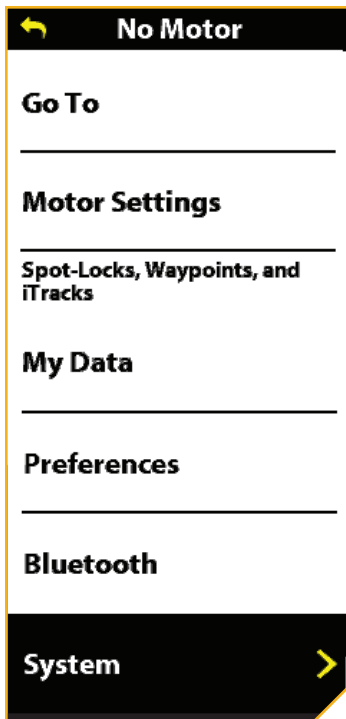 No Motor
Go To
Motor Settings
Spot-Locks, Waypoints, and
iTracks
My Data
Preferences
Bluetooth
System